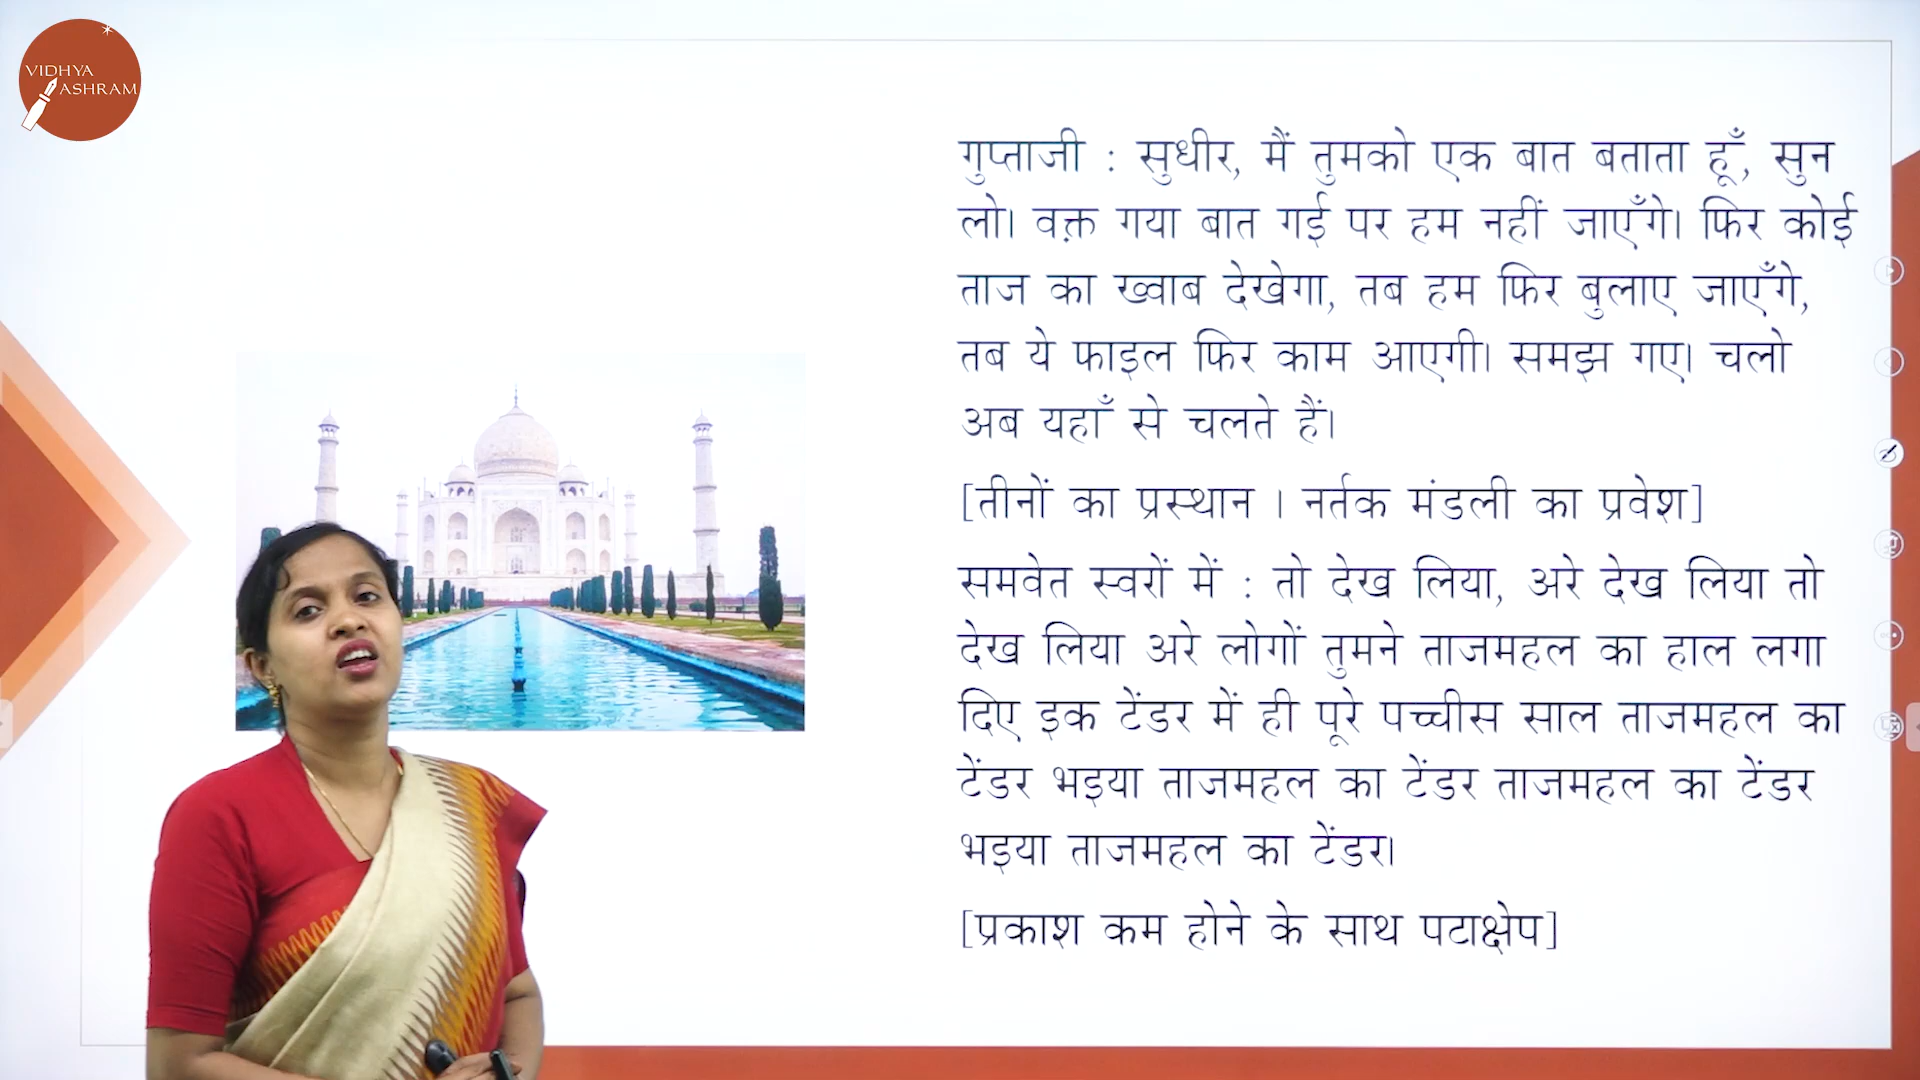 VIDHYA
ASHRAM
गुप्ताजी : सुधीर, मैं तुमको एक बात बताता हूँ, सुन
लो। वक़्त गया बात गई पर हम नहीं जाएँगे। फिर कोई
ताज का ख्वाब देखेगा, तब हम फिर बुलाए जाएँगे,
तब ये फाइल फिर काम आएगी। समझ गए। चलो
अब यहाँ से चलते हैं।
[तीनों का प्रस्थान । नर्तक मंडली का प्रवेश]
समवेत स्वरों में : तो देख लिया, अरे देख लिया तो
देख लिया अरे लोगों तुमने ताजमहल का हाल लगा
दिए इक टेंडर में ही पूरे पच्चीस साल ताजमहल का
टेंडर भइया ताजमहल का टेंडर ताजमहल का टेंडर
भइया ताजमहल का टेंडर।
[प्रकाश कम होने के साथ पटाक्षेप]